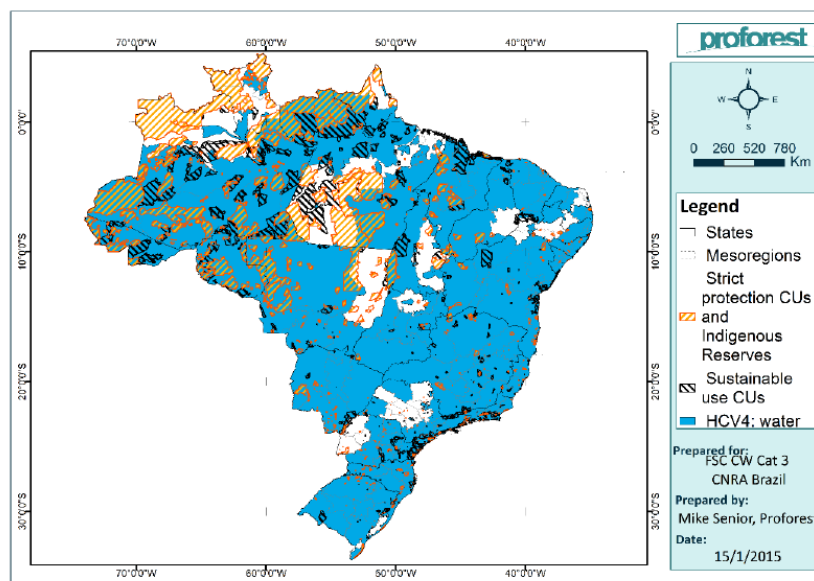 proforest
N
W E
S
0 260 520 780
Km
Legend
States
Mesoregions
Strict
protection CUs
and
Indigenous
Reserves
Sustainable
use CUs
HCV4: water
Prepared for:
FSC CW Cat 3
CNRA Brazil
Prepared by:
Mike Senior, Proforest
Date:
15/1/2015
70°0'0"W 60°0'0"W 50°0'0"W 40°0'0"W
0°0'0"
10°0'0"S
20°0'0"S
30°0'0"S
0°0'0"
10°0'0"S
20°0'0"S
30°0'0"S
70°0'0"W 60°0'0"W 50°0'0"W 40°0'0"W